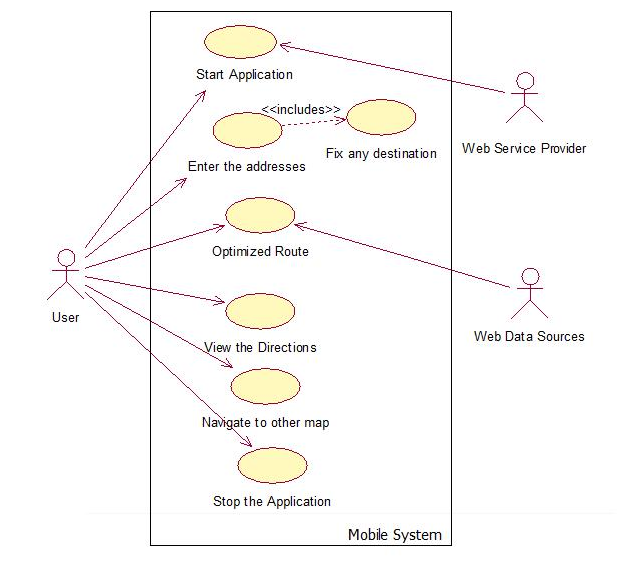 Start Application
<<includes>>
Web Service Provider
Fix any destination
Enter the addresses
Optimized Route
User
Web Data Sources
View the Directions
Navigate to other map
Stop the Application
Mobile System